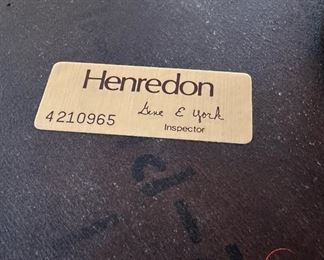 Henredon
4210965 Gene E York
Inspector